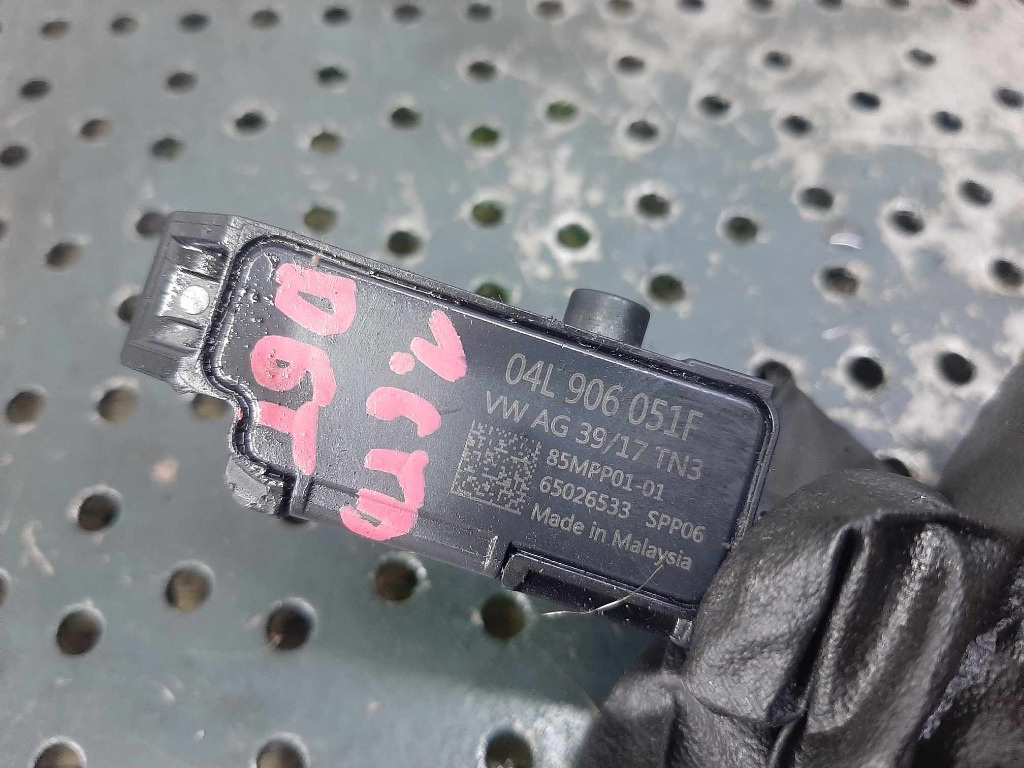 04L 906 051F
VW AG 39/17 TN3
85MPP01-01
65026533 SPP06
Made in Malaysia